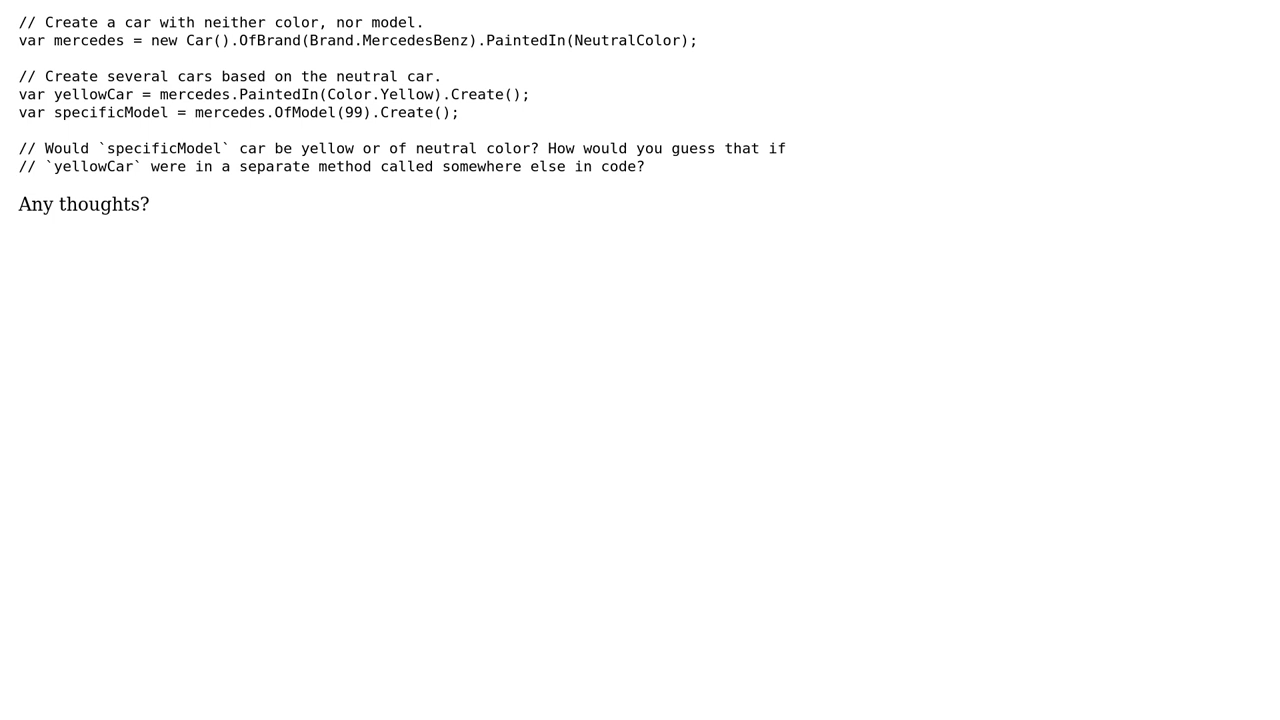 // Create a car with neither color, nor model.
var mercedes = new Car().OfBrand(Brand.MercedesBenz).PaintedIn(NeutralColor);
// Create several cars based on the neutral car.
var yellowCar = mercedes.PaintedIn(Color.Yellow).Create();
var specificModel = mercedes.OfModel(99).Create();
// Would `specificModel` car be yellow or of neutral color? How would you guess that if
// `yellowCar` were in a separate method called somewhere else in code?
Any thoughts?